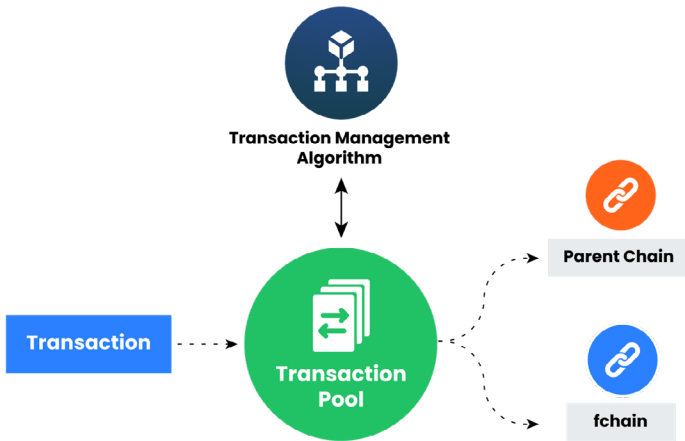 Transaction Management
Algorithm
Parent Chain
Transaction
Transaction
Pool
fchain